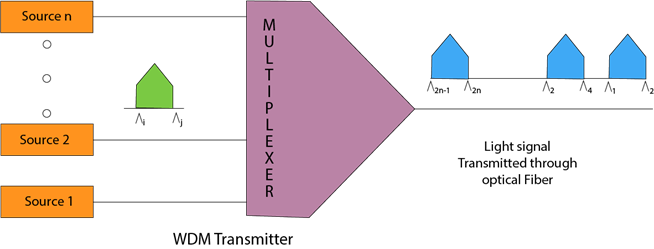 Source n
Source 2
Source 1
Λi Λj
MULTIPLEXER
WDM Transmitter
Λ2n-1 Λ2n Λ2 Λ4 Λ1 Λ2
Light signal
Transmitted through
optical Fiber